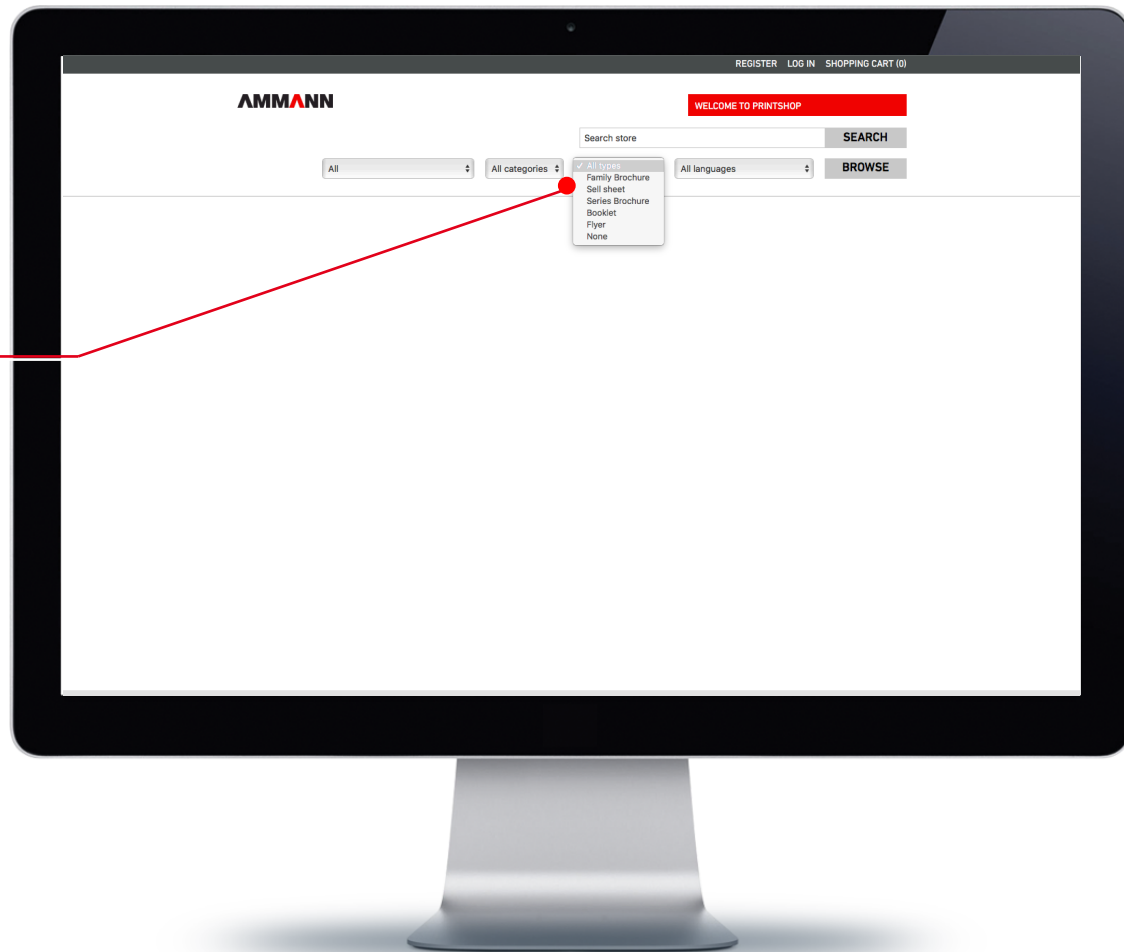 REGISTER LOG IN SHOPPING CART (0)
AMMANN
WELCOME TO PRINTSHOP
Search store SEARCH
All All categories ✓ All types All languages BROWSE
Family Brochure
Sell sheet
Series Brochure
Booklet
Flyer
None